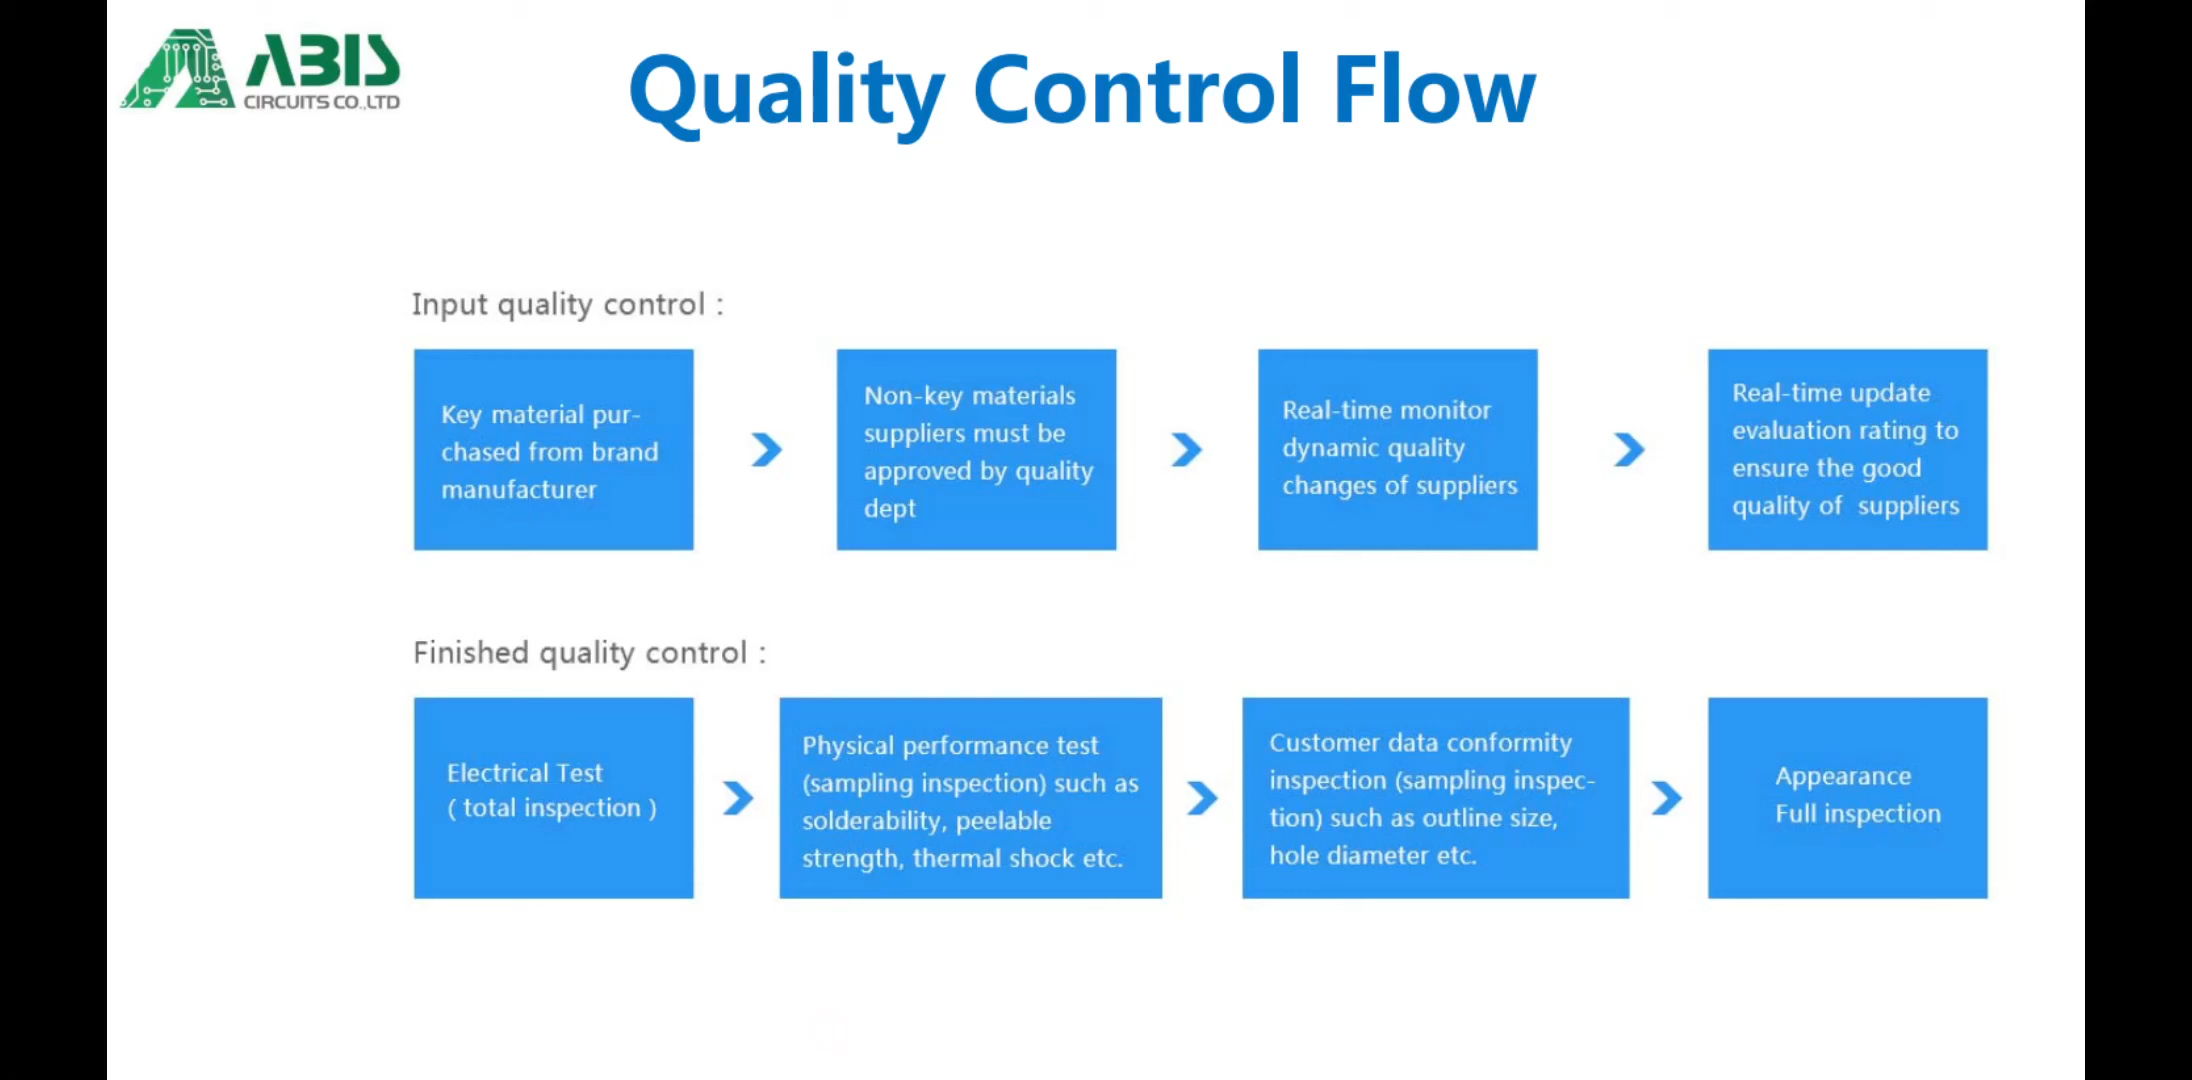 ABIS
CIRCUITS CO.,LTD
Quality Control Flow
Input quality control :
Key material pur-
chased from brand
manufacturer
Non-key materials
suppliers must be
approved by quality
dept
Real-time monitor
dynamic quality
changes of suppliers
Real-time update
evaluation rating to
ensure the good
quality of suppliers
Finished quality control :
Electrical Test
( total inspection )
Physical performance test
(sampling inspection) such as
solderability, peelable
strength, thermal shock etc.
Customer data conformity
inspection (sampling inspec-
tion) such as outline size,
hole diameter etc.
Appearance
Full inspection